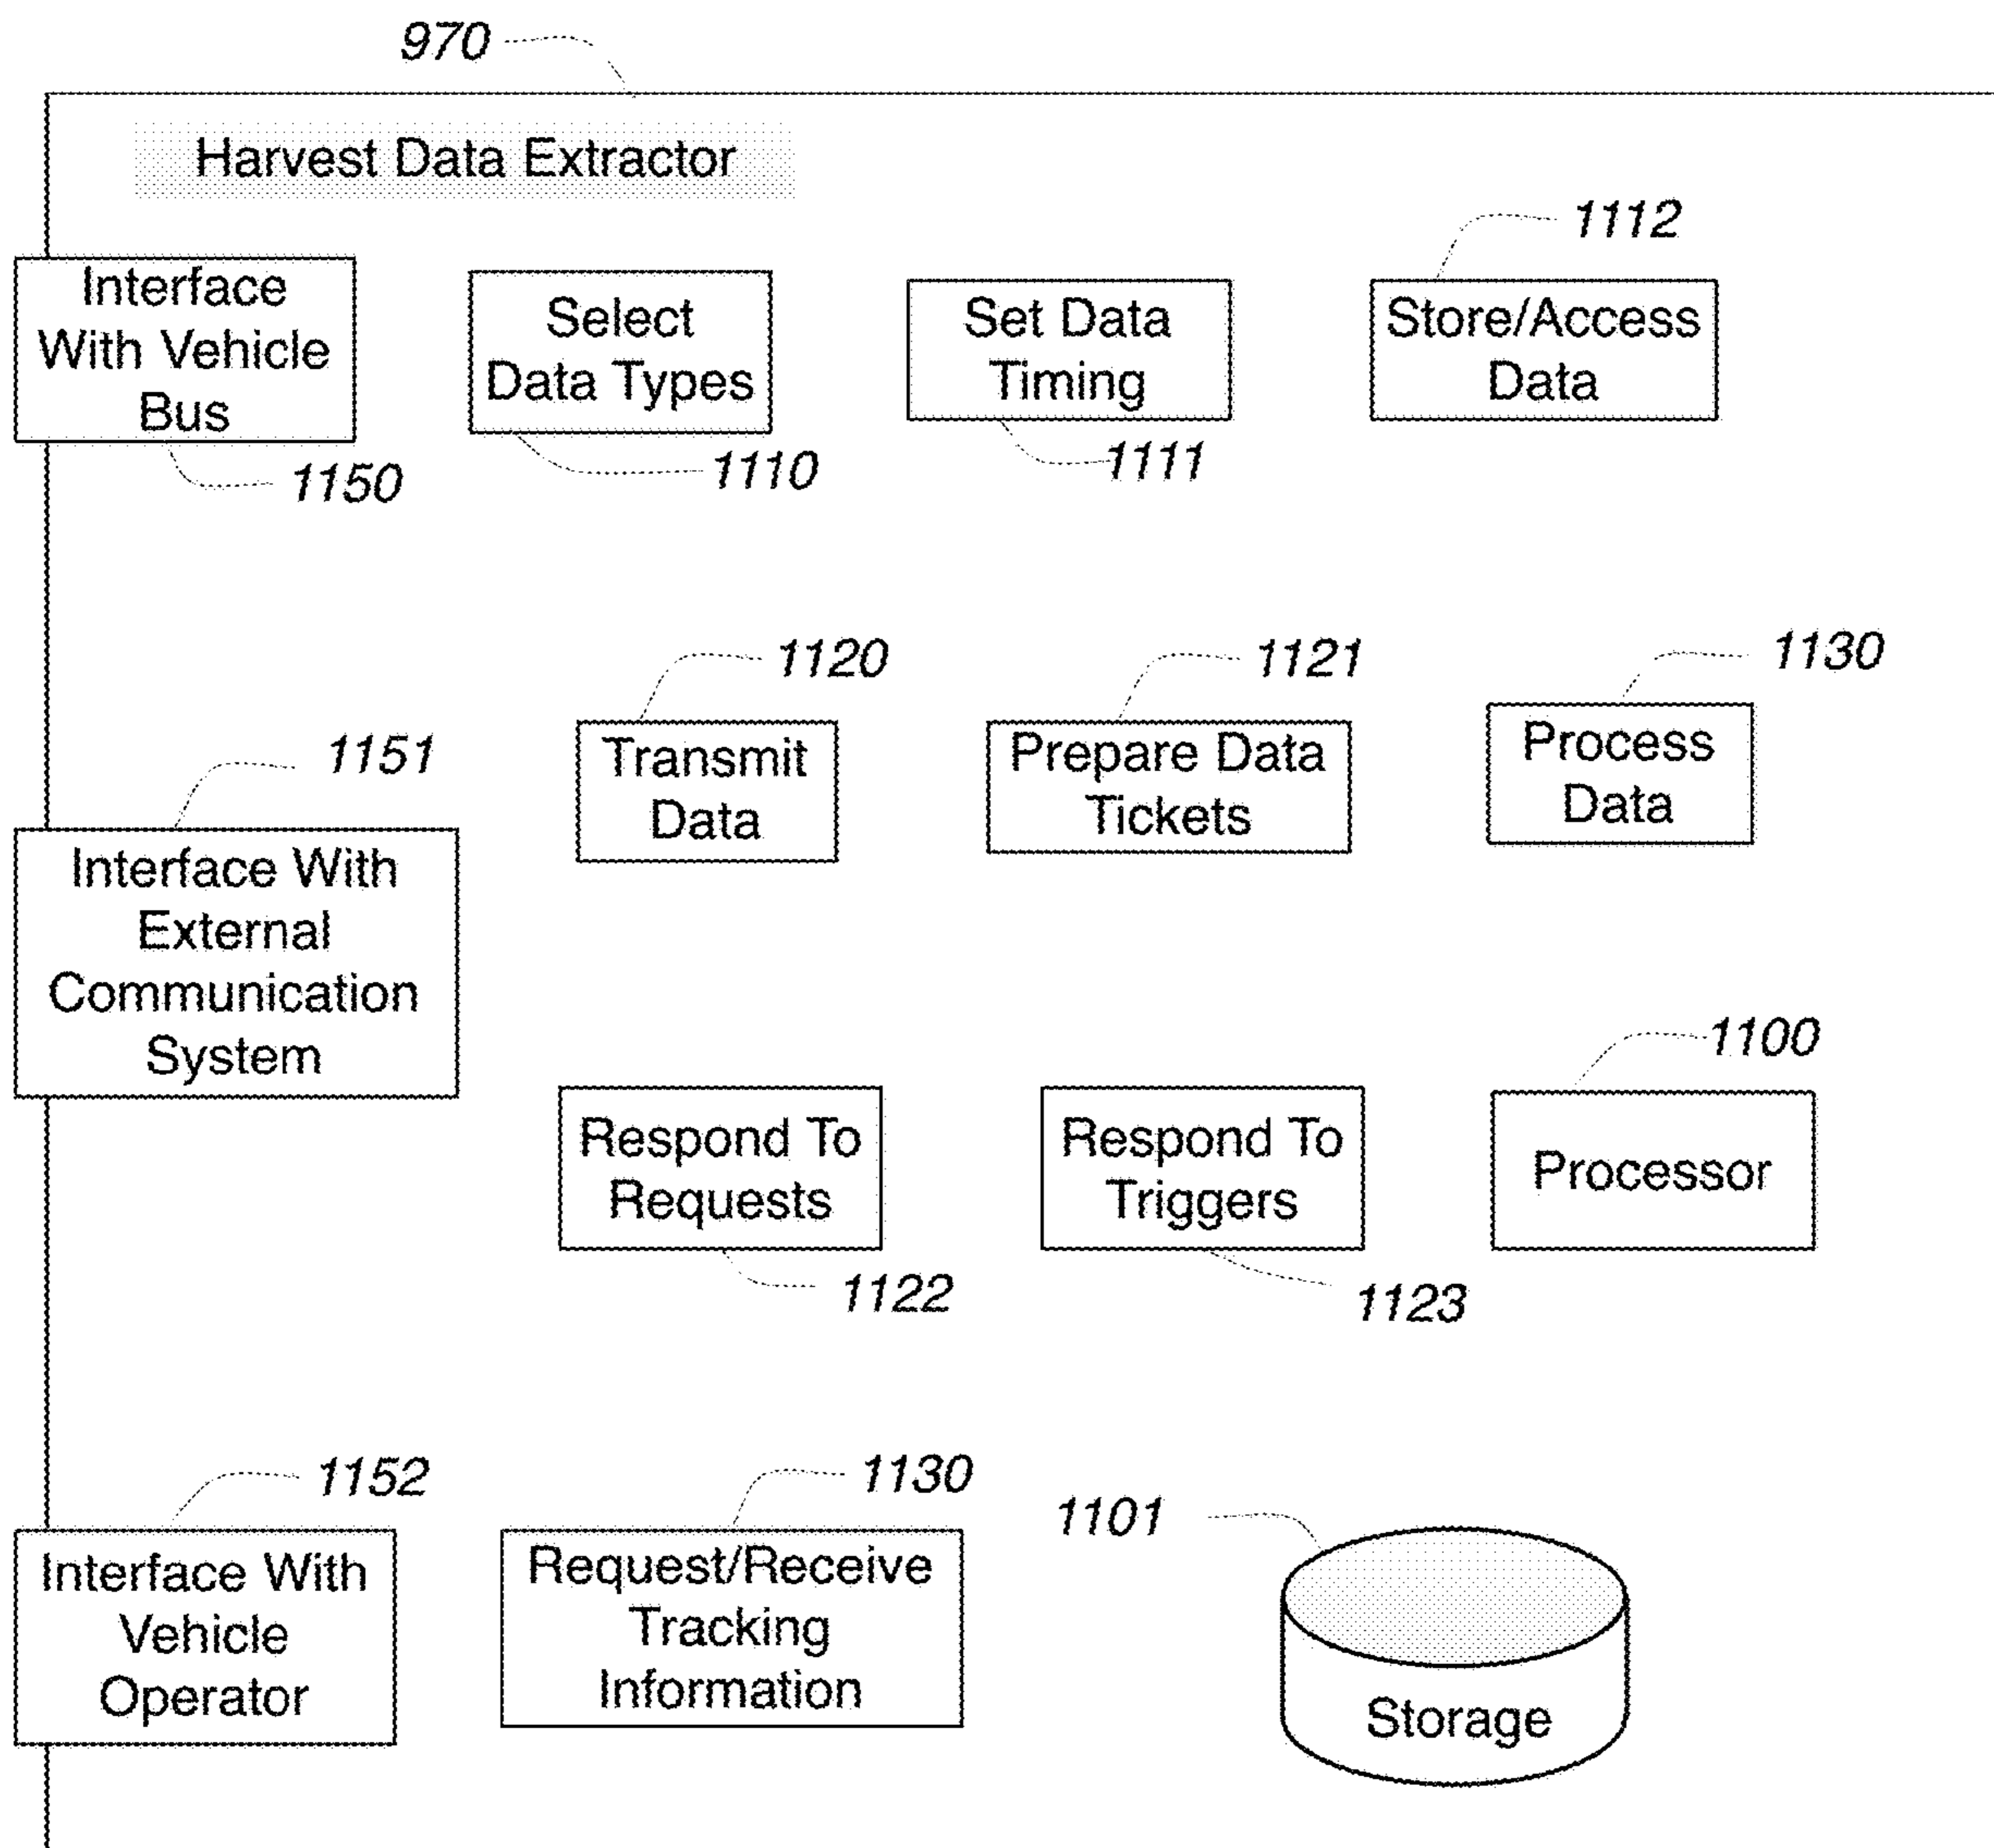 970
Harvest Data Extractor
1112
Interface
With Vehicle
Bus
1150
Select
Data Types
1110
Set Data
Timing
1111
Store/Access
Data
1120
1121
1130
1151
Transmit
Data
Prepare Data
Tickets
Process
Data
Interface With
External
Communication
System
1100
Respond To
Requests
1122
Respond To
Triggers
1123
Processor
1152
1130
1101
Interface With
Vehicle
Operator
Request/Receive
Tracking
Information
Storage